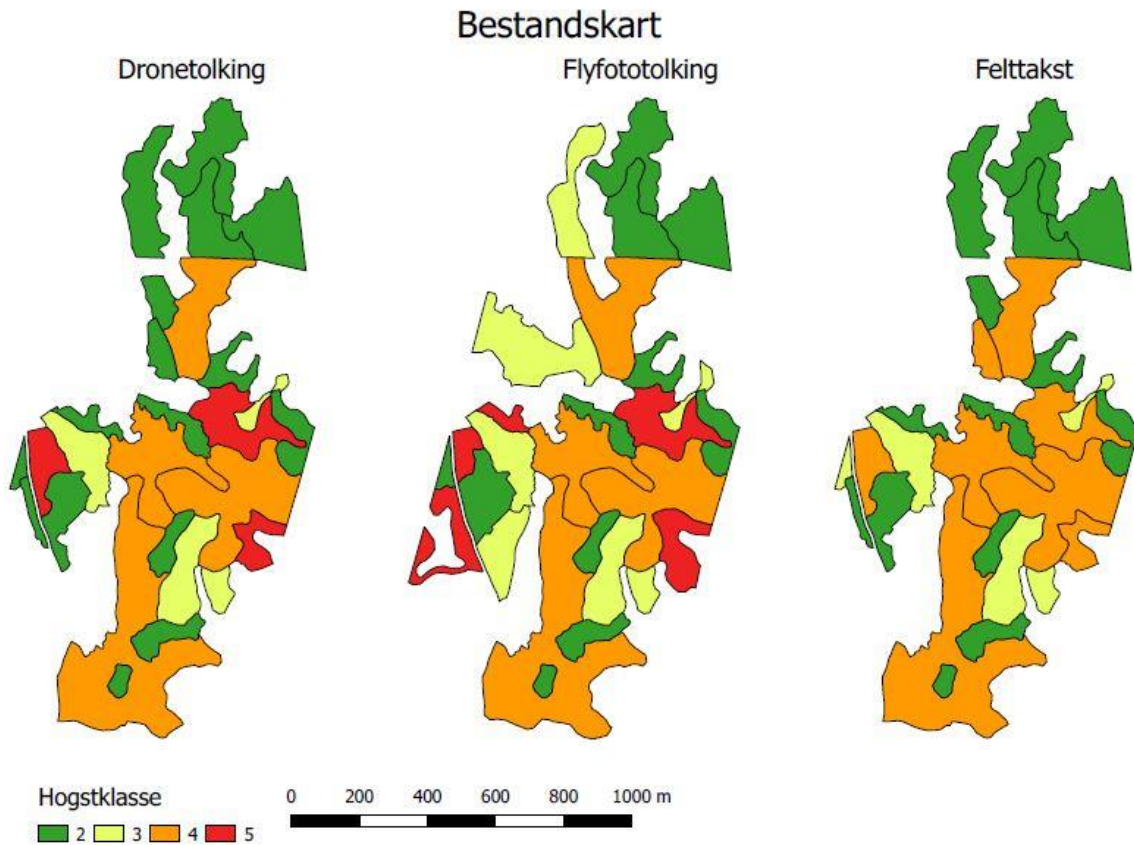 Bestandskart
Dronetolking
Flyfototolking
Felttakst
Hogstklasse
2 3 4 5
0 200 400 600 800 1000 m